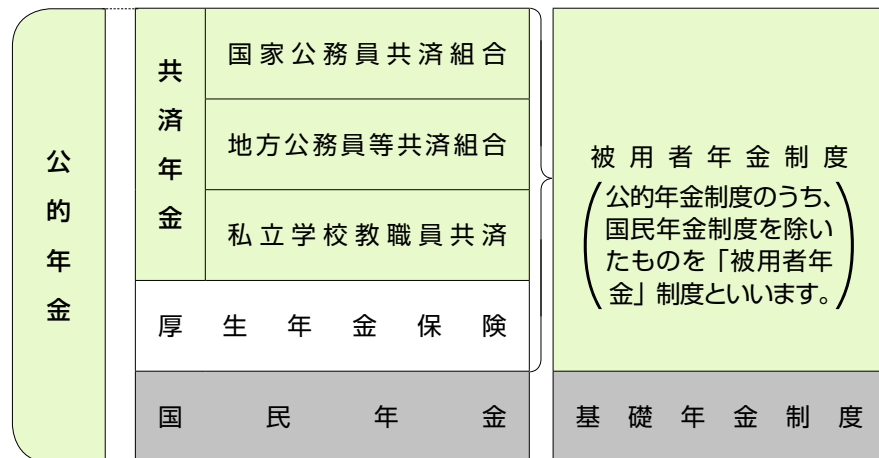 公的年金
共済年金
国家公務員共済組合
地方公務員等共済組合
私立学校教職員共済
厚生年金保険
国民年金
被用者年金制度
公的年金制度のうち、
国民年金制度を除い
たものを「被用者年
金」制度といいます。
基礎年金制度